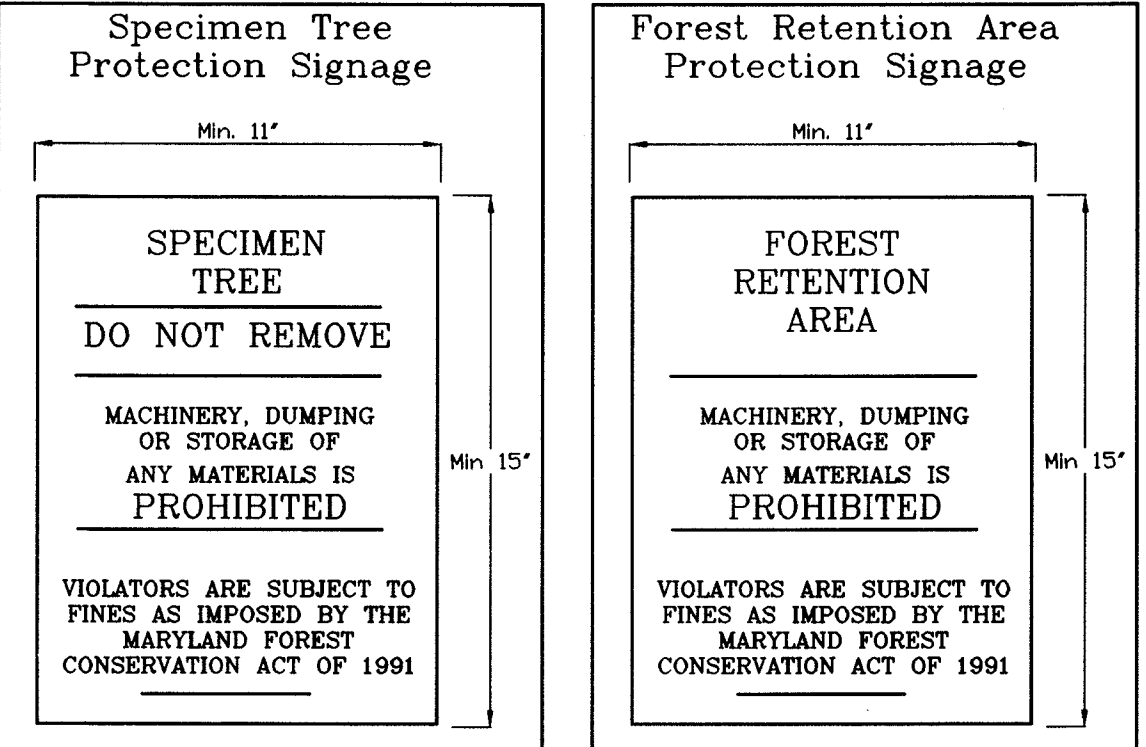 Specimen Tree
Protection Signage
Min. 11"
SPECIMEN
TREE
DO NOT REMOVE
MACHINERY, DUMPING
OR STORAGE OF
ANY MATERIALS IS
PROHIBITED
VIOLATORS ARE SUBJECT TO
FINES AS IMPOSED BY THE
MARYLAND FOREST
CONSERVATION ACT OF 1991
Min 15"
Forest Retention Area
Protection Signage
Min. 11"
FOREST
RETENTION
AREA
MACHINERY, DUMPING
OR STORAGE OF
ANY MATERIALS IS
PROHIBITED
VIOLATORS ARE SUBJECT TO
FINES AS IMPOSED BY THE
MARYLAND FOREST
CONSERVATION ACT OF 1991
Min 15"